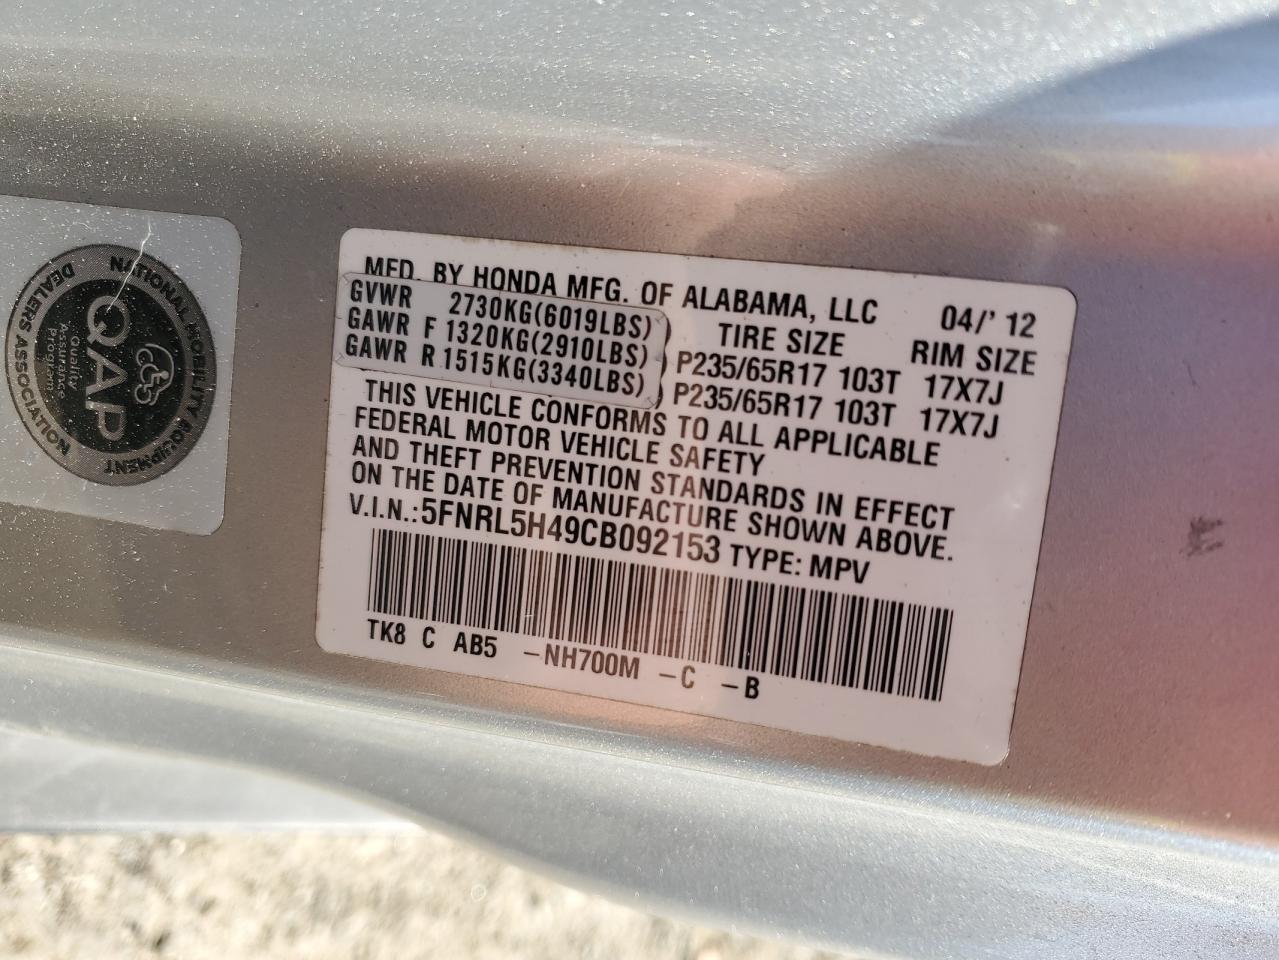 MFD. BY HONDA MFG. OF ALABAMA, LLC 04/' 12
GVWR 2730KG(6019LBS) TIRE SIZE RIM SIZE
GAWR F 1320KG(2910LBS) P235/65R17 103T 17X7J
GAWR R 1515KG(3340LBS) P235/65R17 103T 17X7J
THIS VEHICLE CONFORMS TO ALL APPLICABLE
FEDERAL MOTOR VEHICLE SAFETY
AND THEFT PREVENTION STANDARDS IN EFFECT
ON THE DATE OF MANUFACTURE SHOWN ABOVE.
V.I.N.:5FNRL5H49CB092153 TYPE: MPV
TK8 C AB5 -NH700M -C -B
NATIONAL MOBILITY EQUIPMENT
DEALERS ASSOCIATION
QAP
Quality
Assurance
Program